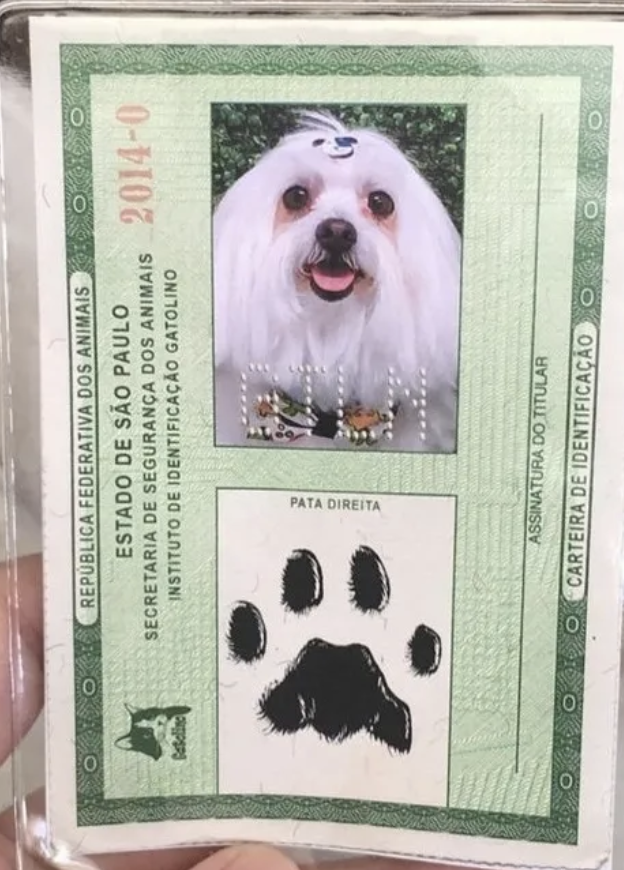 REPÚBLICA FEDERATIVA DOS ANIMAIS
ESTADO DE SÃO PAULO
2014-0
SECRETARIA DE SEGURANÇA DOS ANIMAIS
INSTITUTO DE IDENTIFICAÇÃO GATOLINO
Gatolino
PATA DIREITA
ASSINATURA DO TITULAR
CARTEIRA DE IDENTIFICAÇÃO